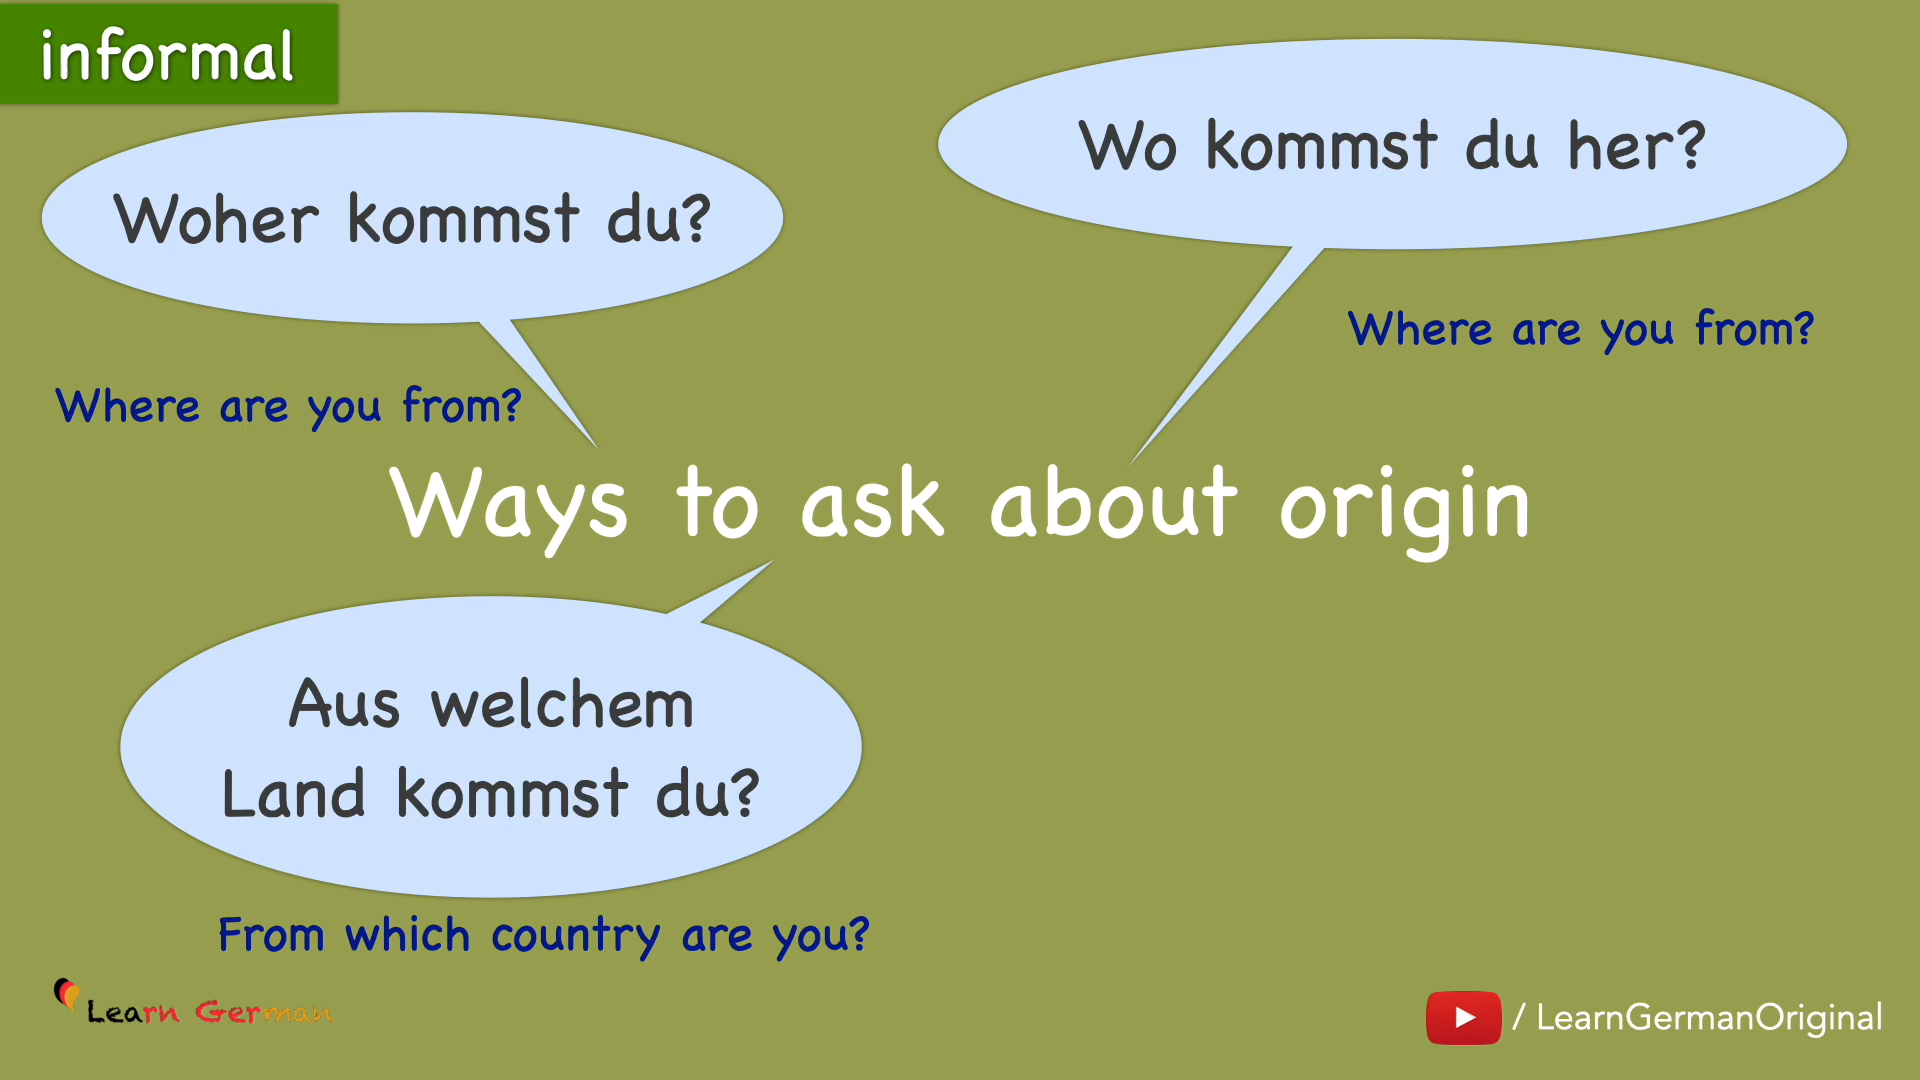 informal
Woher kommst du?
Where are you from?
Wo kommst du her?
Where are you from?
Ways to ask about origin
Aus welchem
Land kommst du?
From which country are you?
Learn German
/ LearnGermanOriginal